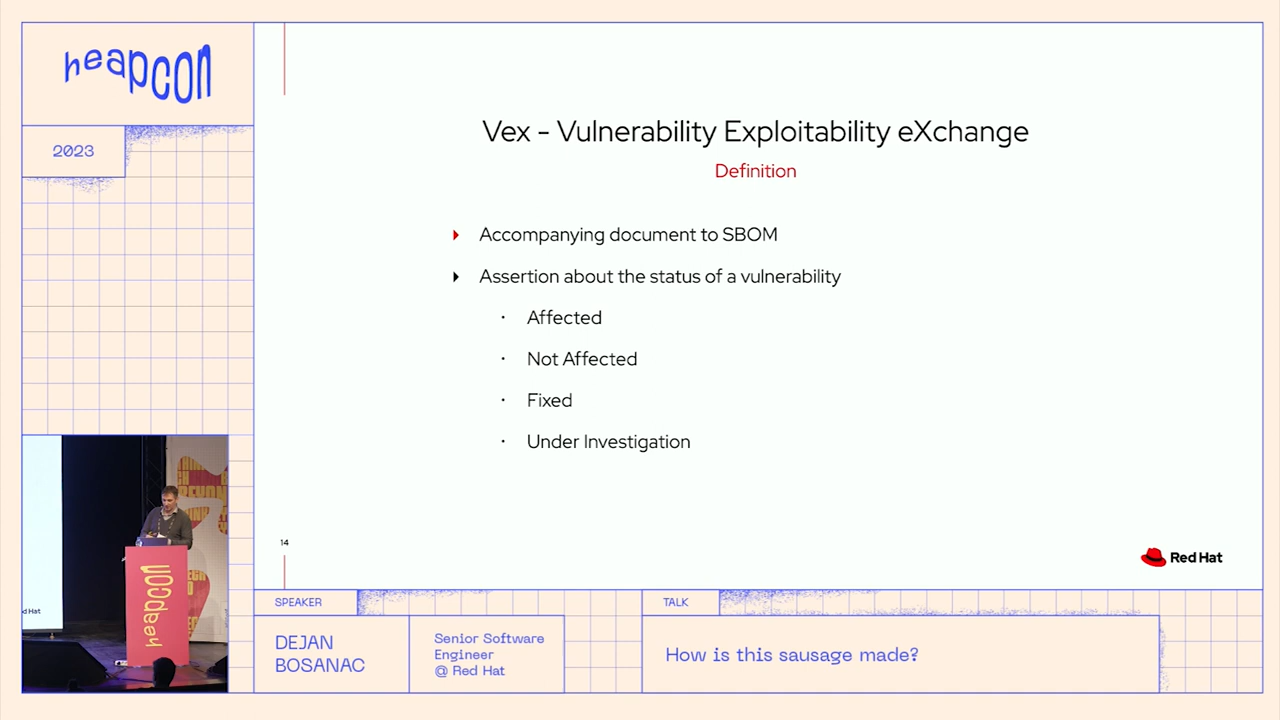 heapcon
2023
Vex - Vulnerability Exploitability eXchange
Definition
Accompanying document to SBOM
Assertion about the status of a vulnerability
Affected
Not Affected
Fixed
Under Investigation
14
Red Hat
d Hat
heapcon
SPEAKER
DEJAN
BOSANAC
Senior Software
Engineer
@ Red Hat
TALK
How is this sausage made?